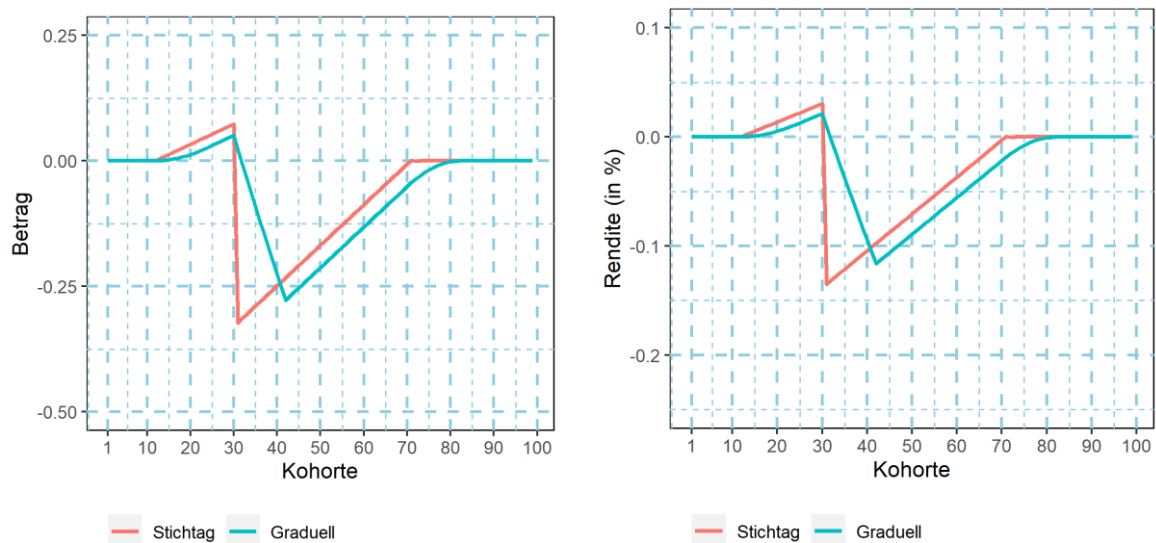 0.25
0.00
-0.25
-0.50
Betrag
1 10 20 30 40 50 60 70 80 90 100
Kohorte
Stichtag Graduell
0.1
0.0
-0.1
-0.2
Rendite (in %)
1 10 20 30 40 50 60 70 80 90 100
Kohorte
Stichtag Graduell